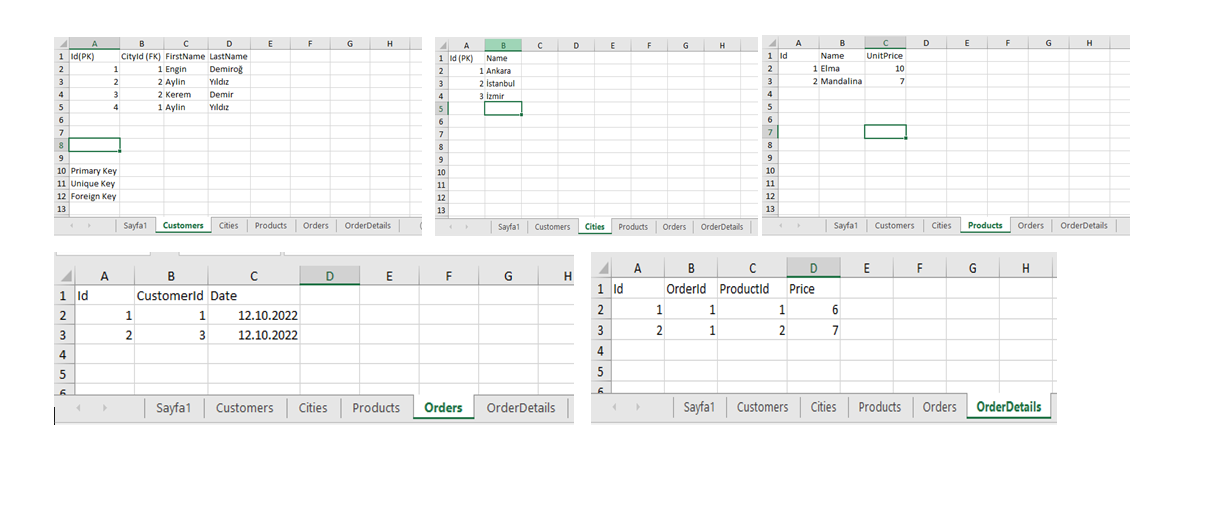 A B C D E F G H
1 Id(PK) CityId (FK) FirstName LastName
2 1 1 Engin Demiroğ
3 2 2 Aylin Yıldız
4 3 2 Kerem Demir
5 4 1 Aylin Yıldız
6
7
8
9
10 Primary Key
11 Unique Key
12 Foreign Key
13
Sayfa1 Customers Cities Products Orders OrderDetails
A B C D E F G H
1 Id (PK) Name
2 1 Ankara
3 2 İstanbul
4 3 İzmir
5
6
7
8
9
10
11
12
13
Sayfa1 Customers Cities Products Orders OrderDetails
A B C D E F G H
1 Id Name UnitPrice
2 1 Elma 10
3 2 Mandalina 7
4
5
6
7
8
9
10
11
12
13
Sayfa1 Customers Cities Products Orders OrderDetails
A B C D E F G H
1 Id CustomerId Date
2 1 1 12.10.2022
3 2 3 12.10.2022
4
5
6
Sayfa1 Customers Cities Products Orders OrderDetails
A B C D E F G H
1 Id OrderId ProductId Price
2 1 1 1 6
3 2 1 2 7
4
5
6
Sayfa1 Customers Cities Products Orders OrderDetails